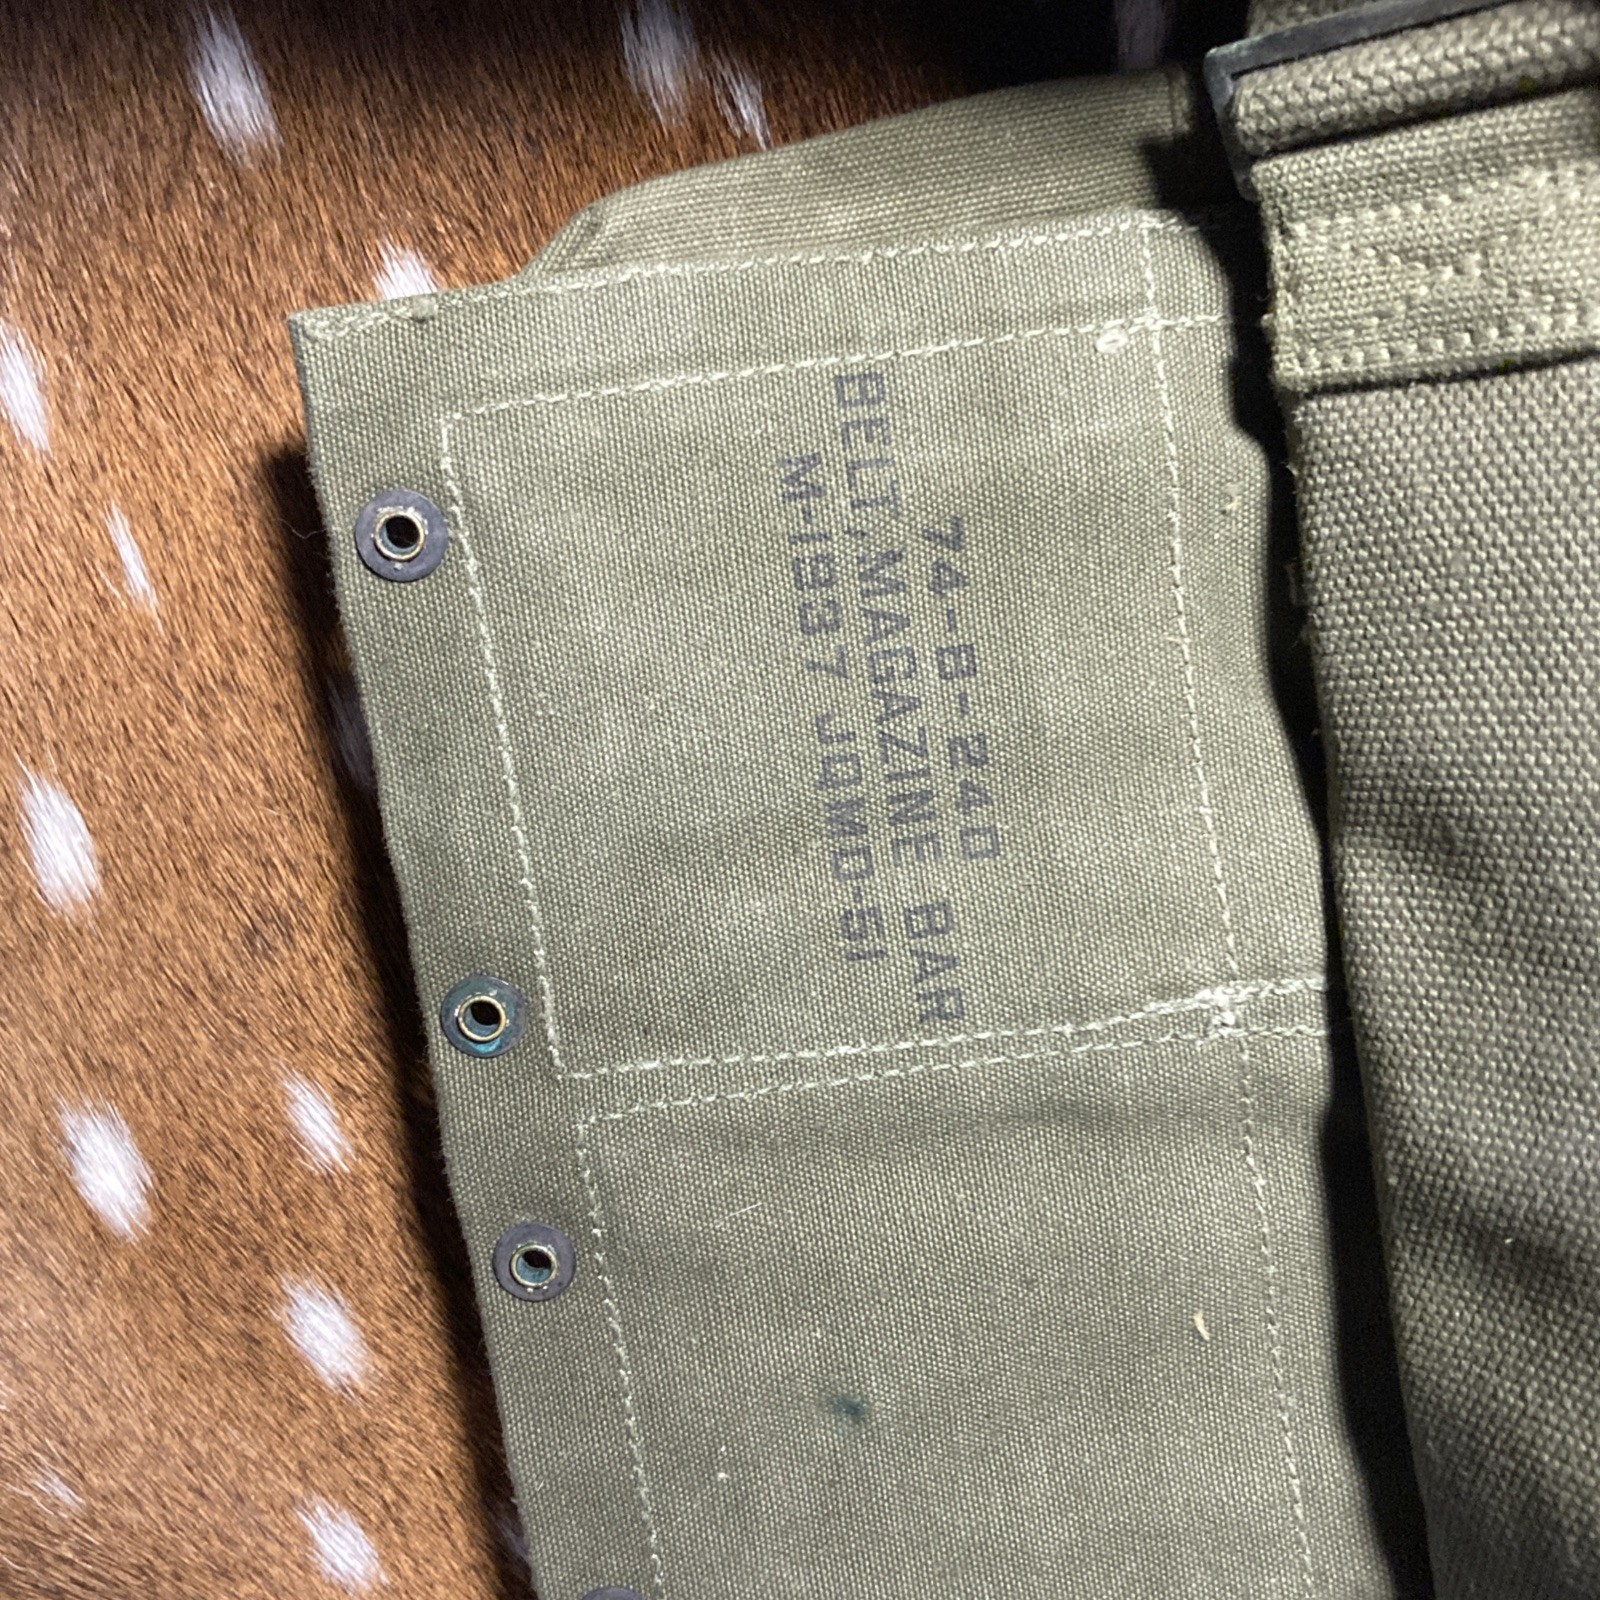 74-B-240
BELT, MAGAZINE BAR
M-1937 JQMD-51